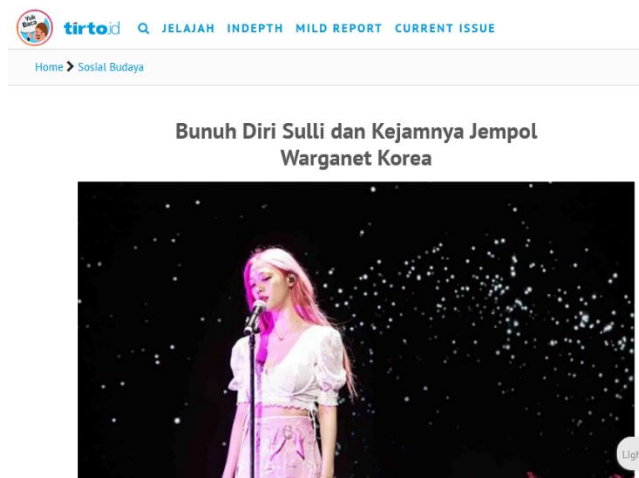 Yuk Baca
tirto.id JELAJAH INDEPTH MILD REPORT CURRENT ISSUE
Home > Sosial Budaya
Bunuh Diri Sulli dan Kejamnya Jempol
Warganet Korea
Ligh